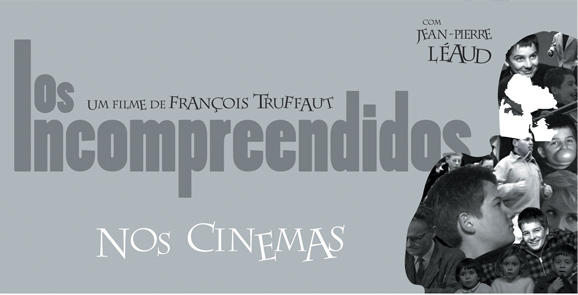 COM
JEAN-PIERRE
LÉAUD
Os
UM FILME DE FRANÇOIS TRUFFAUT
Incompreendidos
NOS CINEMAS